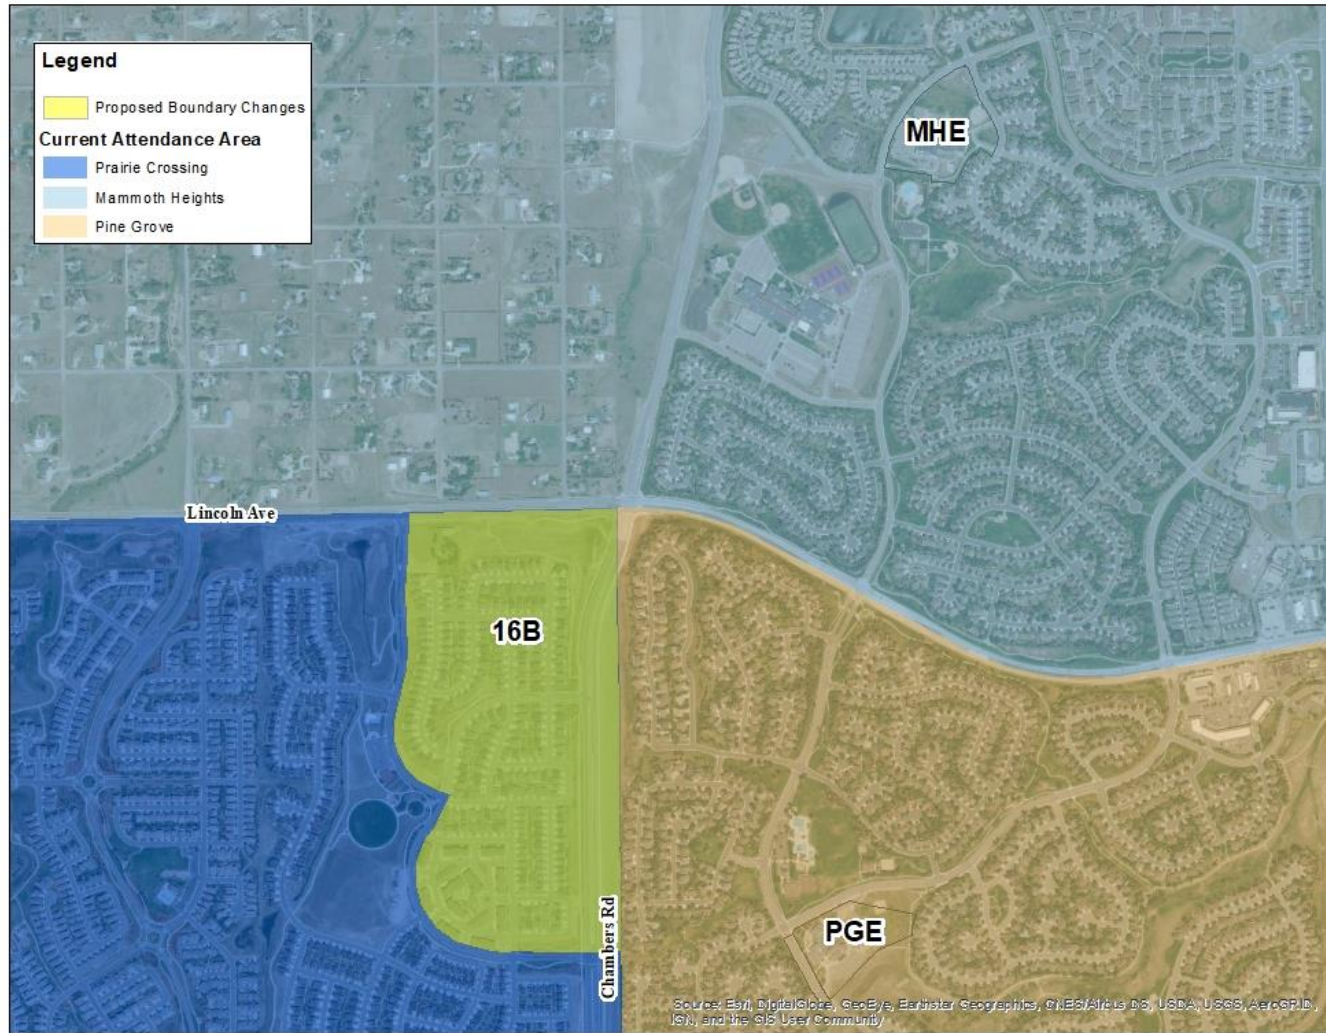 Legend
Proposed Boundary Changes
Current Attendance Area
Prairie Crossing
Mammoth Heights
Pine Grove
MHE
Lincoln Ave
16B
Chambers Rd
PGE
Source: Esri, DigitalGlobe, GeoEye, Earthstar Geographics, CNES/Airbus DS, USDA, USGS, AeroGRID,
IGN, and the GIS User Community